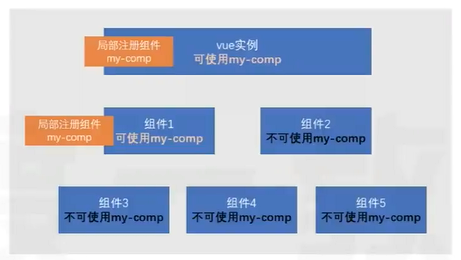 局部注册组件
my-comp
vue实例
可使用my-comp
局部注册组件
my-comp
组件1
可使用my-comp
组件2
不可使用my-comp
组件3
不可使用my-comp
组件4
不可使用my-comp
组件5
不可使用my-comp